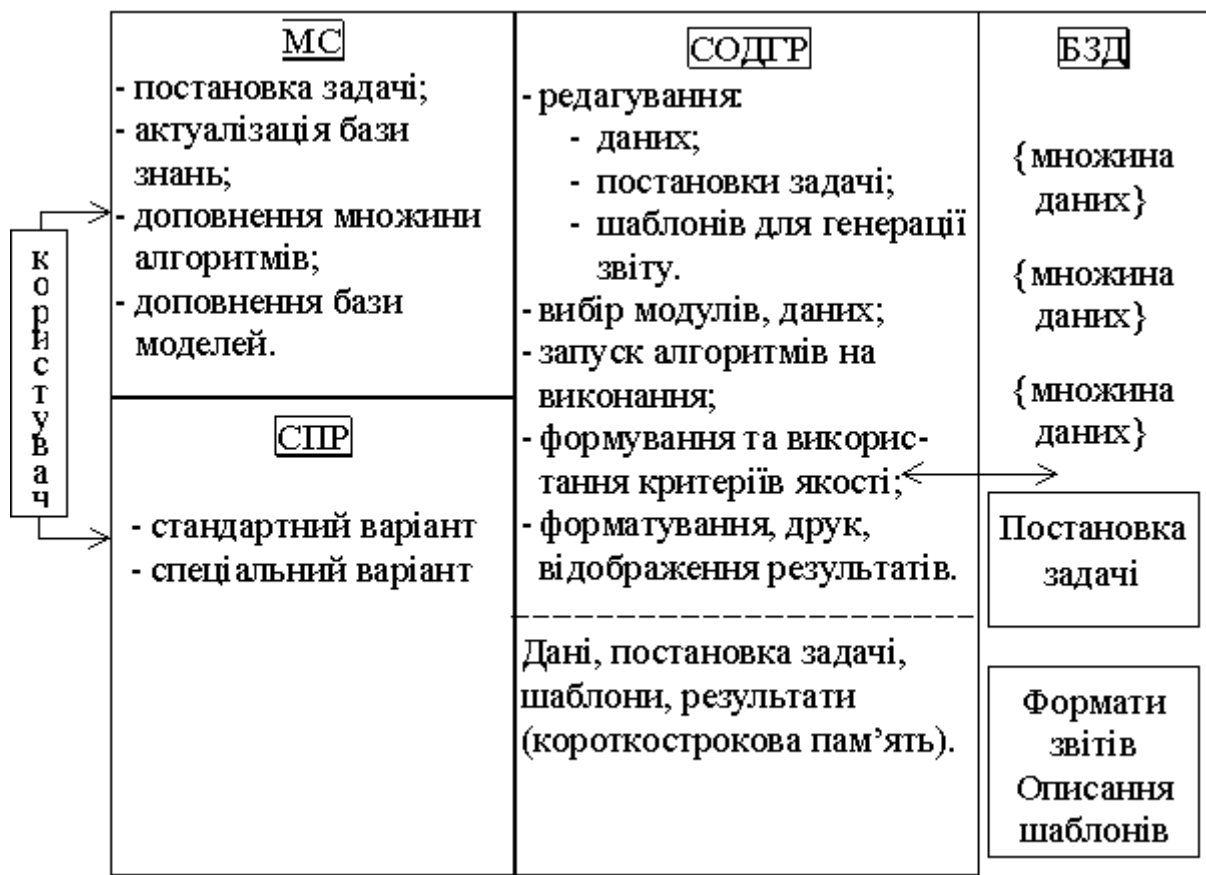 користувач
МС
- постановка задачі;
- актуалізація бази
знань;
- доповнення множини
алгоритмів;
- доповнення бази
моделей.
СПР
- стандартний варіант
- спеціальний варіант
СОДГР
- редагування:
- даних;
- постановки задачі;
- шаблонів для генерації
звіту.
- вибір модулів, даних;
- запуск алгоритмів на
виконання;
- формування та викорис-
тання критеріїв якості;
- форматування, друк,
відображення результатів.
Дані, постановка задачі,
шаблони, результати
(короткострокова пам’ять).
БЗД
{множина
даних}
{множина
даних}
{множина
даних}
Постановка
задачі
Формати
звітів
Описання
шаблонів